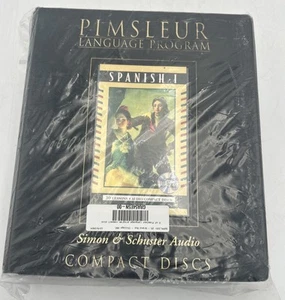 PIMSLEUR
LANGUAGE PROGRAM
SPANISH I
Simon & Schuster Audio
COMPACT DISCS